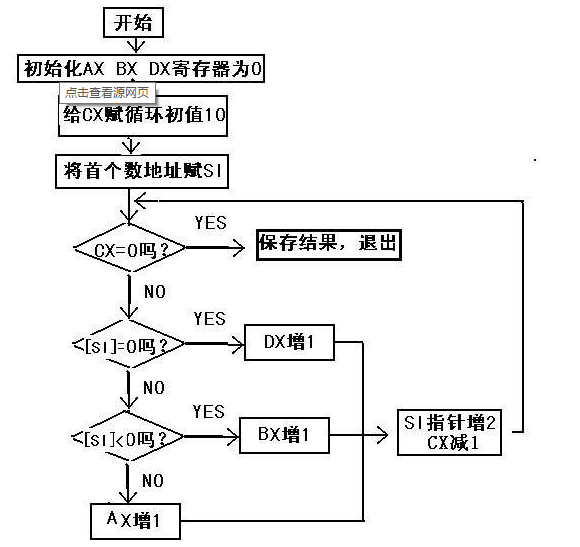 开始
初始化AX BX DX寄存器为0
点击查看源网页
给CX赋循环初值10
将首个数地址赋SI
CX=0吗?
YES
保存结果，退出
NO
[SI]=0吗?
YES
DX增1
NO
[SI]<0吗?
YES
BX增1
SI指针增2
CX减1
NO
AX增1